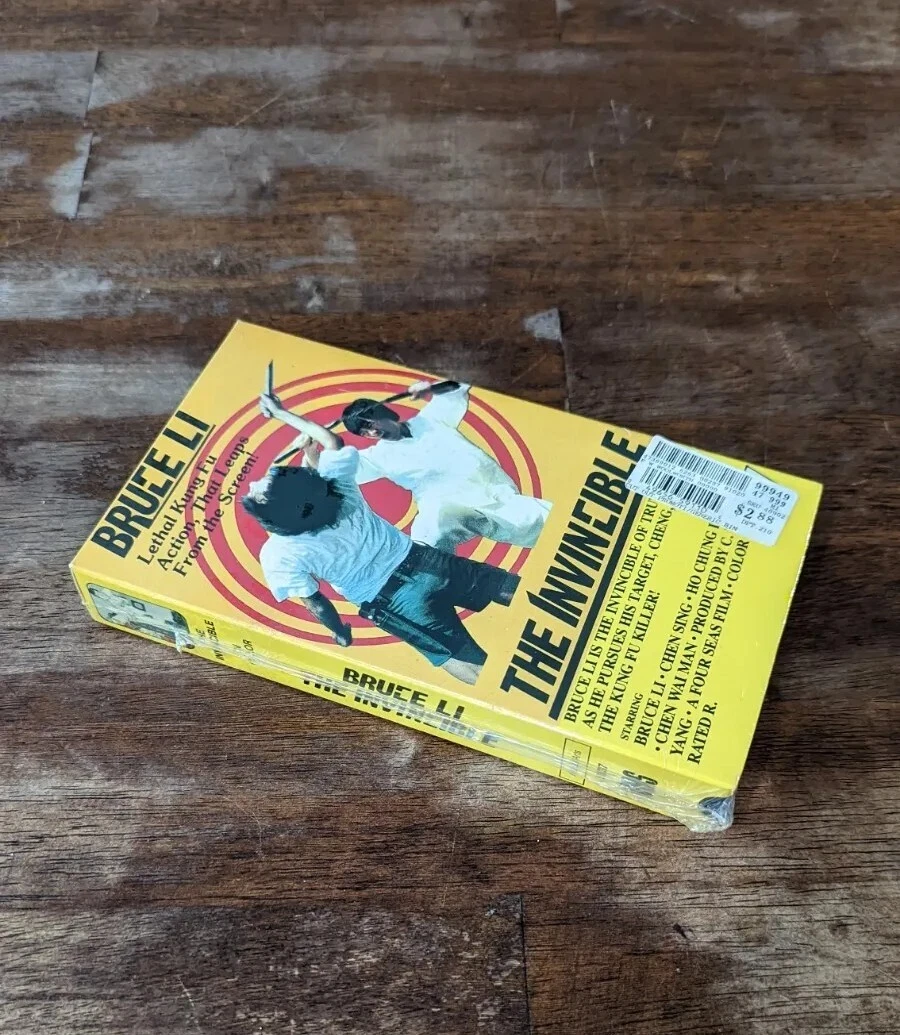 BRUCE LI
Lethal Kung Fu
Action, That Leaps
From the Screen!
THE INVINCIBLE
BRUCE LI IS THE INVINCIBLE OF TRU
AS HE PURSUES HIS TARGET, CHENG,
THE KUNG FU KILLER!
STARRING
BRUCE LI • CHEN SING • HO CHUNG
• CHEN WAI MAN • PRODUCED BY C.
YANG • A FOUR SEAS FILM • COLOR
RATED R.
99949
47 999
$2 88
BRUCE LI
THE INVINCIBLE